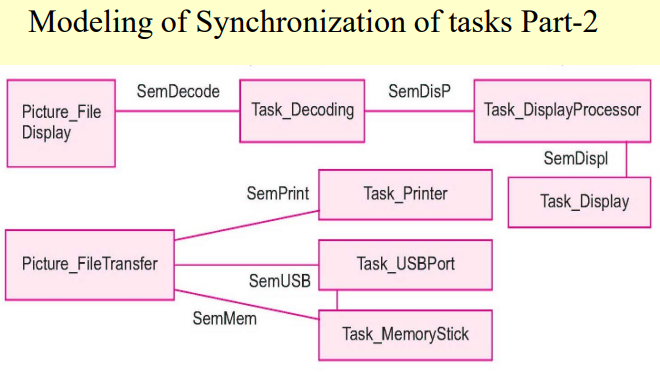 Modeling of Synchronization of tasks Part-2
SemDecode
SemDisP
Picture_File
Display
Task_Decoding
Task_DisplayProcessor
SemDispl
SemPrint
Task_Printer
Task_Display
Picture_FileTransfer
Task_USBPort
SemUSB
SemMem
Task_MemoryStick